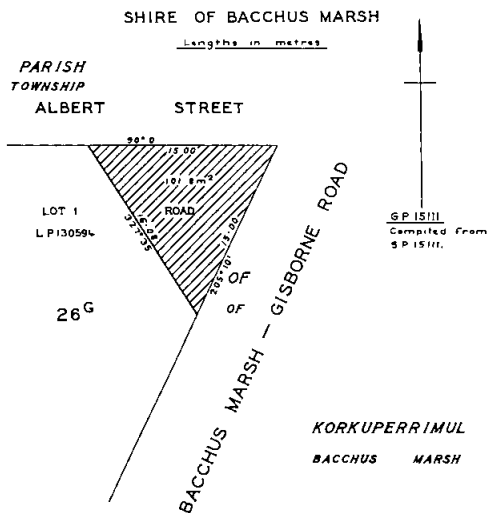 SHIRE OF BACCHUS MARSH
Lengths in metres
PARISH
TOWNSHIP
ALBERT STREET
90° 0
15.00
101.8m²
ROAD
LOT 1
LP130594
16.08
327°35
15.00
205°10'
OF
OF
26G
BACCHUS MARSH — GISBORNE ROAD
GP 15111
Compiled from
SP 15111.
KORKUPERRIMUL
BACCHUS MARSH